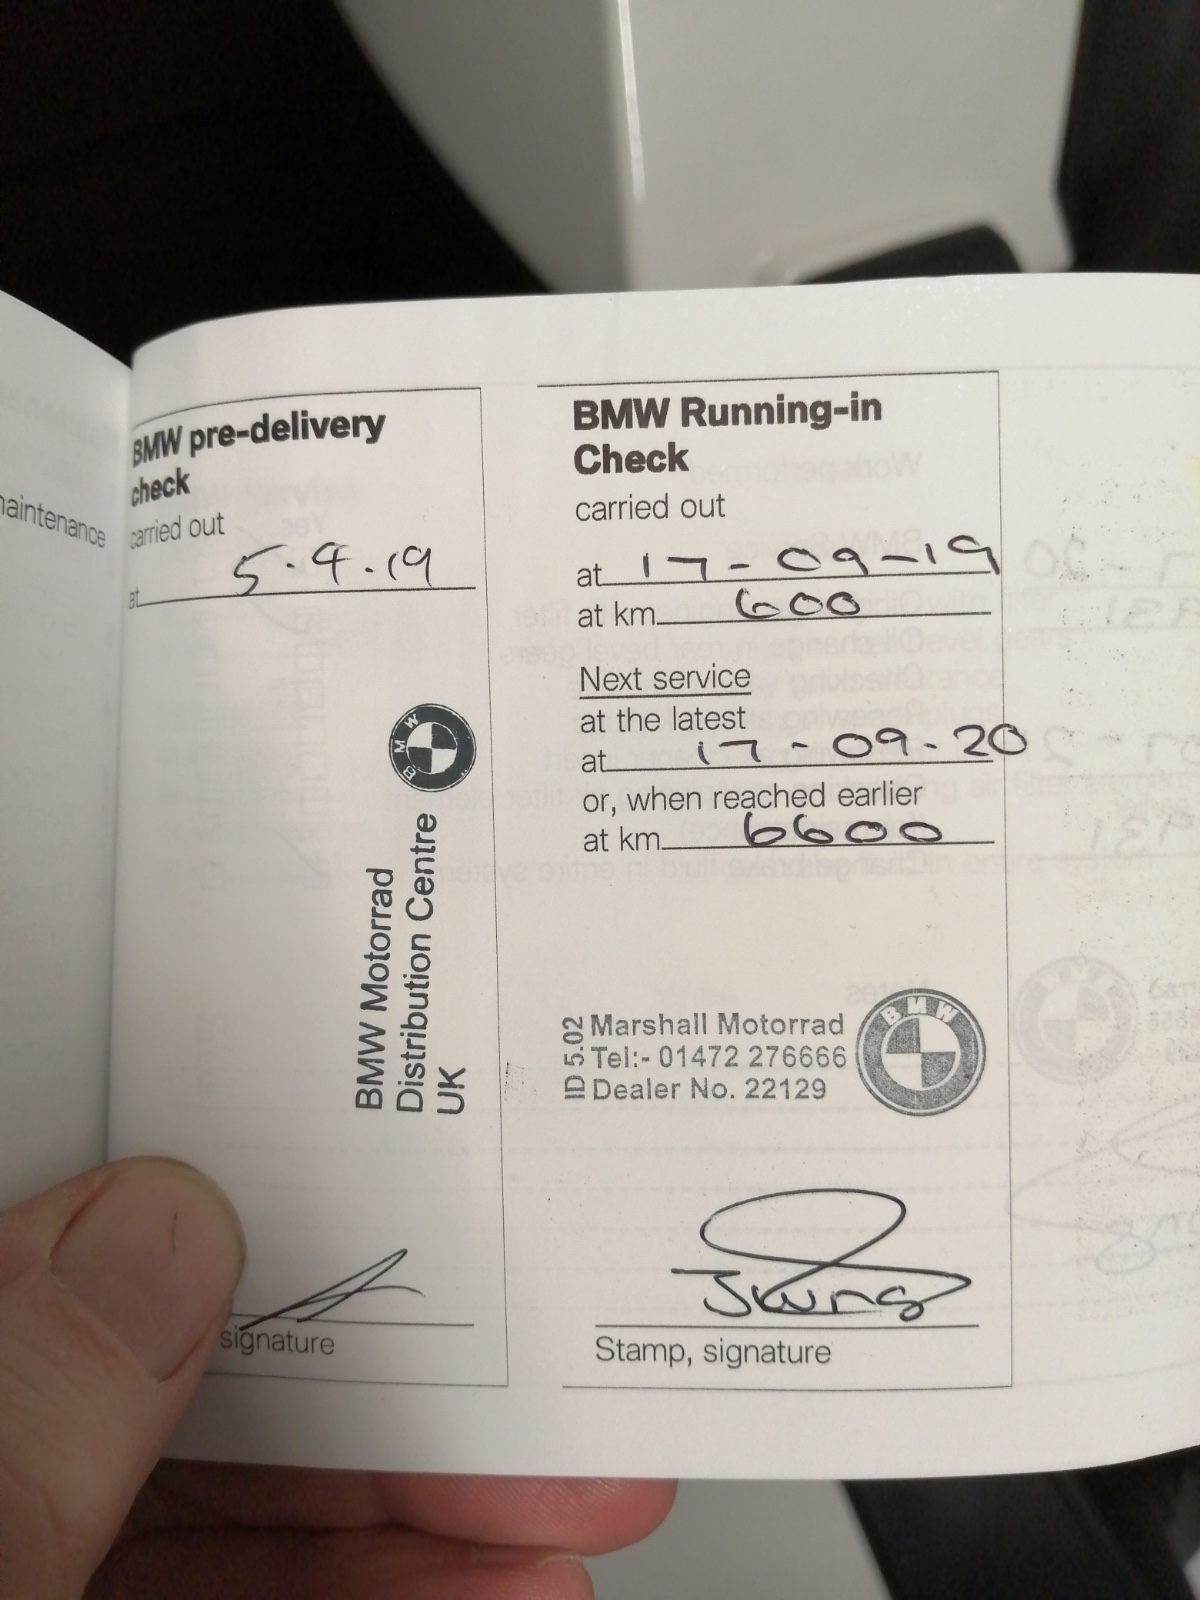 maintenance
BMW pre-delivery
check
carried out
at 5.4.19
BMW
BMW Motorrad
Distribution Centre
UK
signature
BMW Running-in
Check
carried out
at 17-09-19
at km 600
Next service
at the latest
at 17-09-20
or, when reached earlier
at km 6600
ID 5.02
Marshall Motorrad
Tel:- 01472 276666
Dealer No. 22129
BMW
Stamp, signature